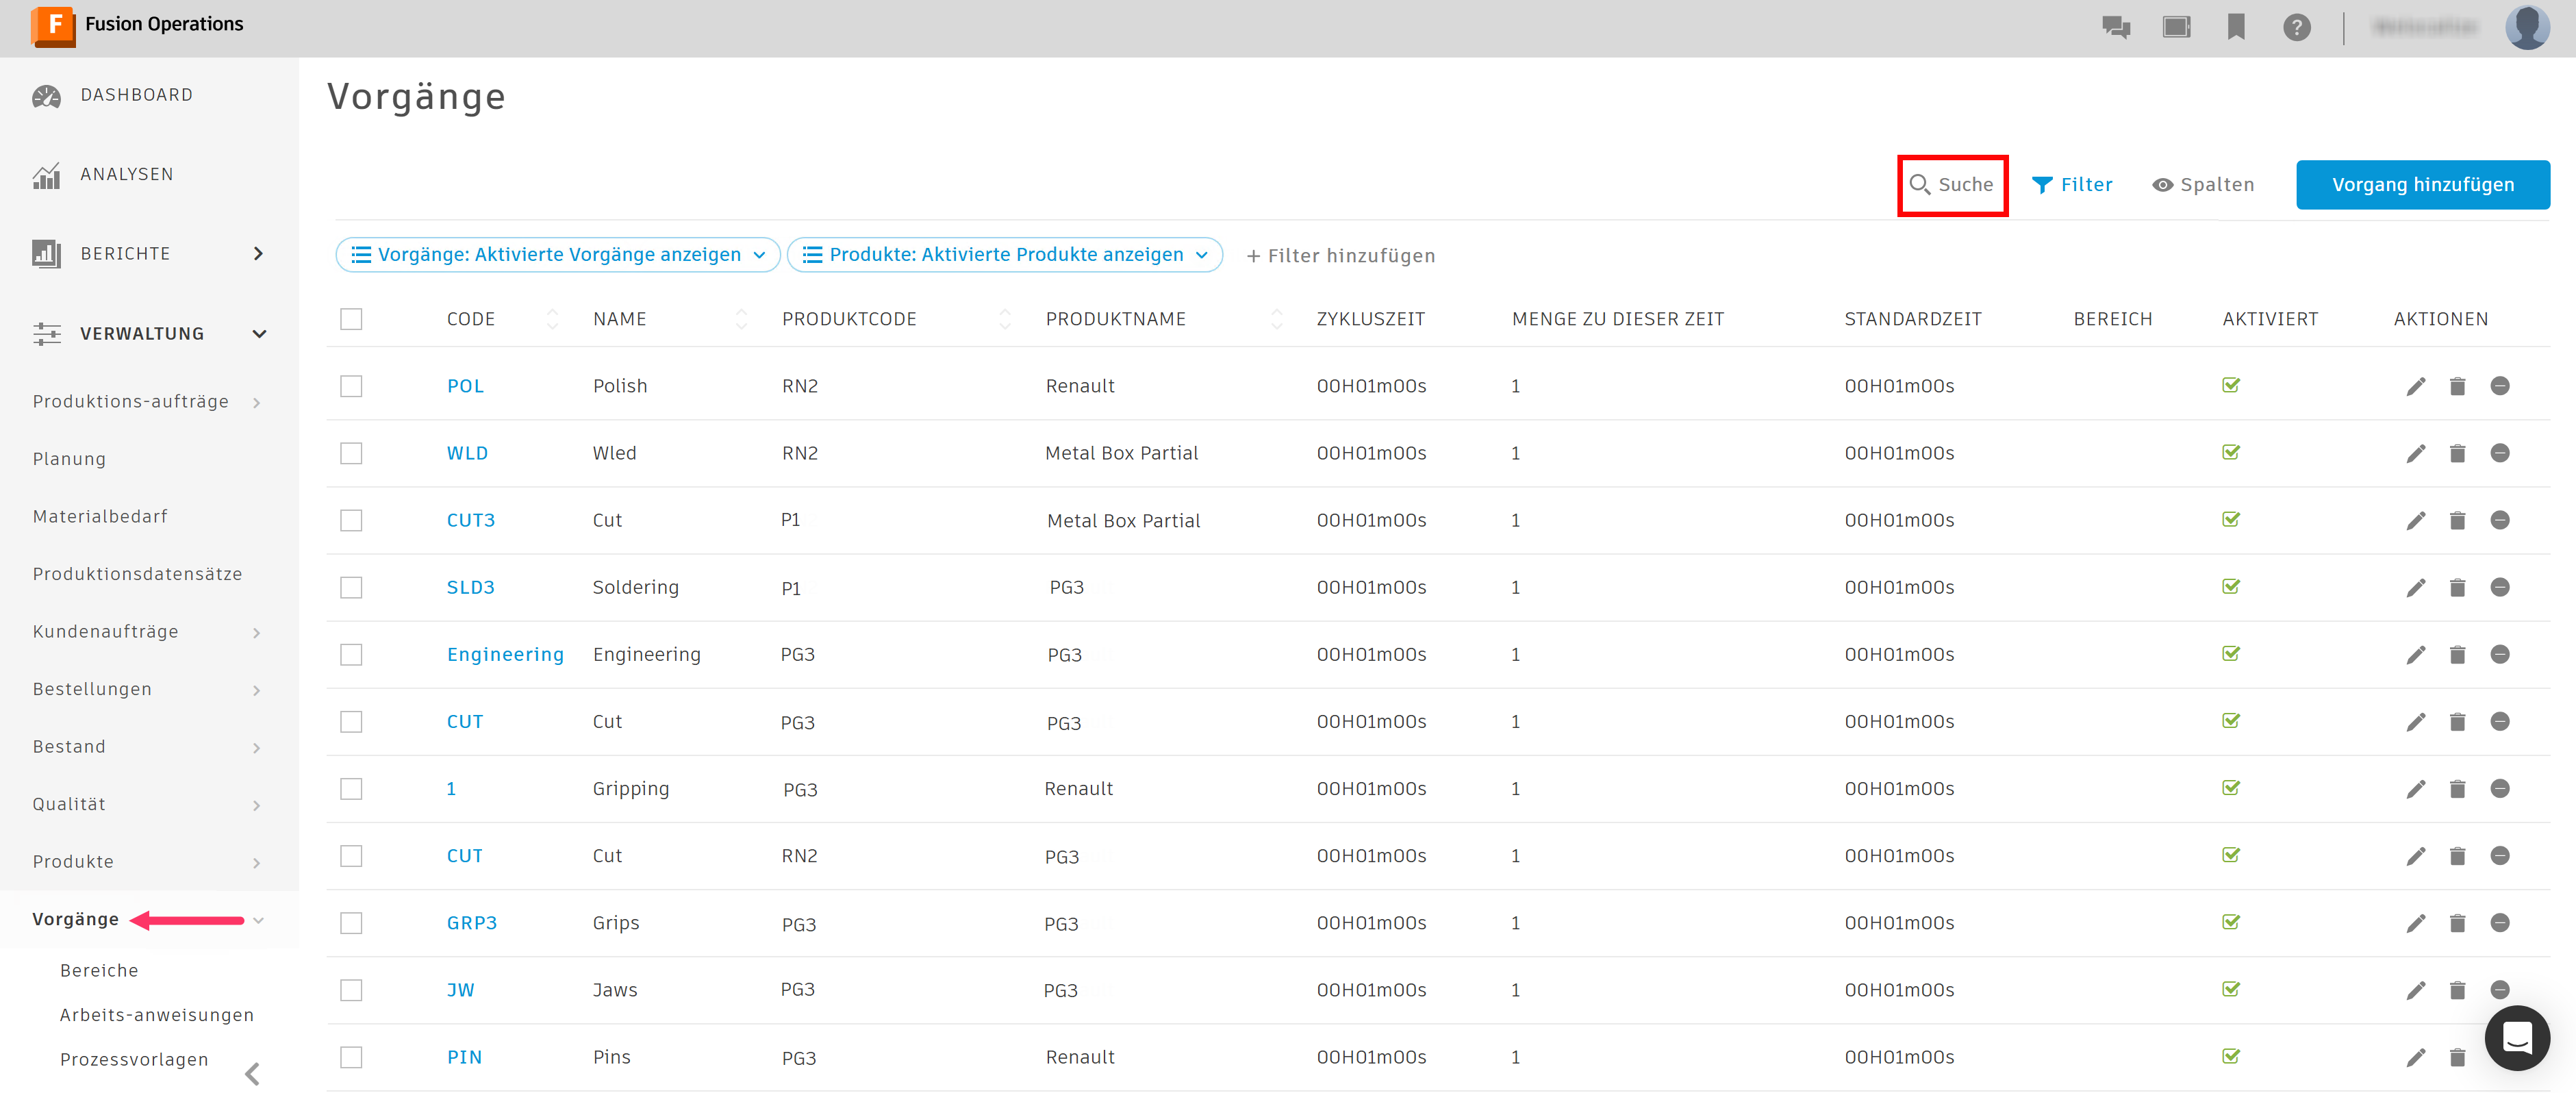 F Fusion Operations
?
DASHBOARD
ANALYSEN
BERICHTE
VERWALTUNG
Produktions-aufträge
Planung
Materialbedarf
Produktionsdatensätze
Kundenaufträge
Bestellungen
Bestand
Qualität
Produkte
Vorgänge
Bereiche
Arbeits-anweisungen
Prozessvorlagen
Vorgänge
Suche Filter Spalten Vorgang hinzufügen
Vorgänge: Aktivierte Vorgänge anzeigen Produkte: Aktivierte Produkte anzeigen + Filter hinzufügen
CODE NAME PRODUKTCODE PRODUKTNAME ZYKLUSZEIT MENGE ZU DIESER ZEIT STANDARDZEIT BEREICH AKTIVIERT AKTIONEN
POL Polish RN2 Renault 00H01m00s 1 00H01m00s
WLD Wled RN2 Metal Box Partial 00H01m00s 1 00H01m00s
CUT3 Cut P1 Metal Box Partial 00H01m00s 1 00H01m00s
SLD3 Soldering P1 PG3 00H01m00s 1 00H01m00s
Engineering Engineering PG3 PG3 00H01m00s 1 00H01m00s
CUT Cut PG3 PG3 00H01m00s 1 00H01m00s
1 Gripping PG3 Renault 00H01m00s 1 00H01m00s
CUT Cut RN2 PG3 00H01m00s 1 00H01m00s
GRP3 Grips PG3 PG3 00H01m00s 1 00H01m00s
JW Jaws PG3 PG3 00H01m00s 1 00H01m00s
PIN Pins PG3 Renault 00H01m00s 1 00H01m00s